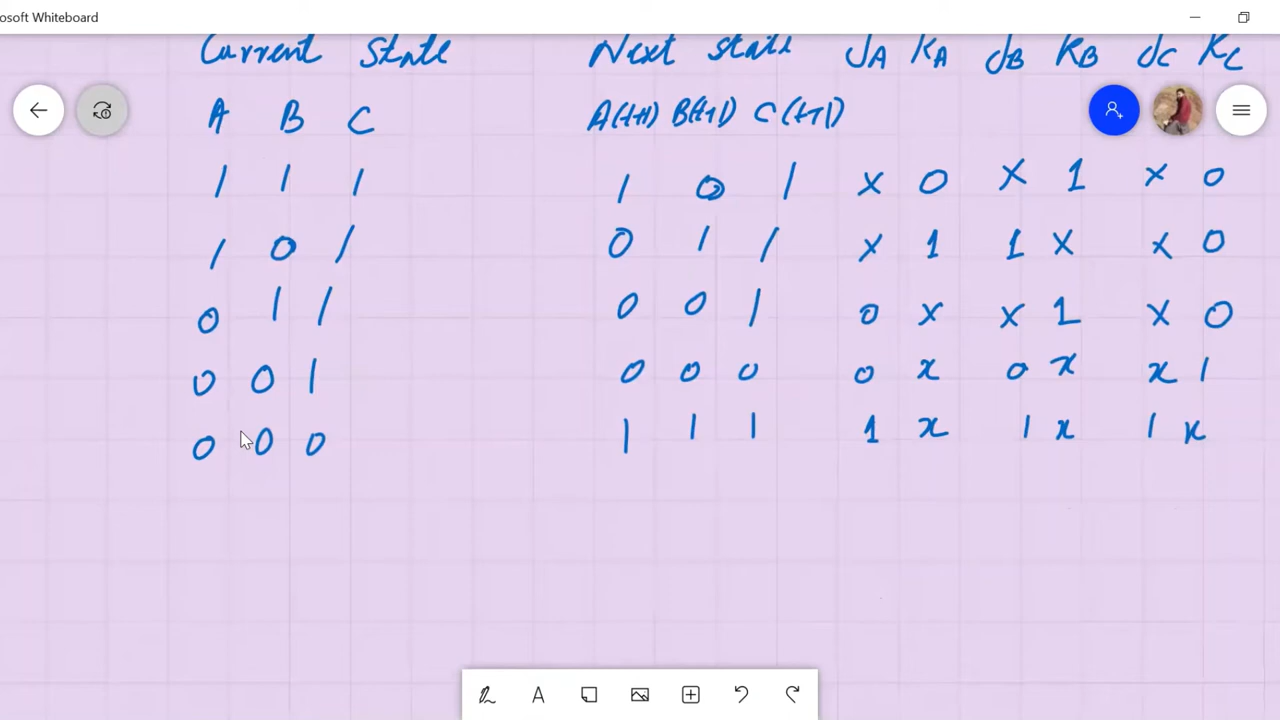 osoft Whiteboard
Current State Next state JA KA JB KB JC KC
A B C A(t+1) B(t+1) C(t+1)
1 1 1 1 0 1 x 0 x 1 x 0
1 0 1 0 1 1 x 1 1 x x 0
0 1 1 0 0 1 0 x x 1 x 0
0 0 1 0 0 0 0 x 0 x x 1
0 0 0 1 1 1 1 x 1 x 1 x
A